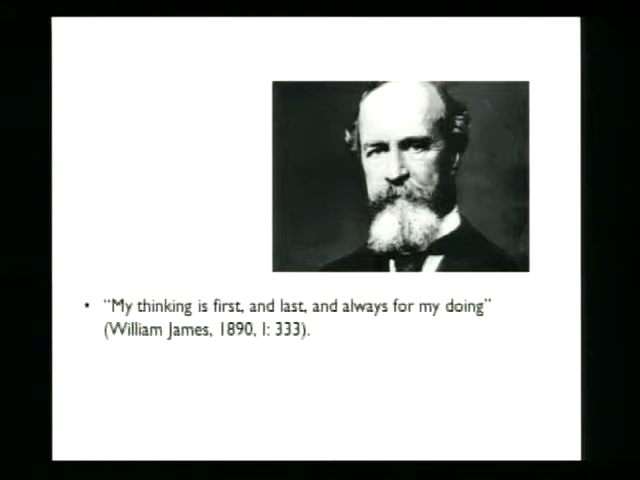 • “My thinking is first, and last, and always for my doing”
(William James, 1890, I: 333).